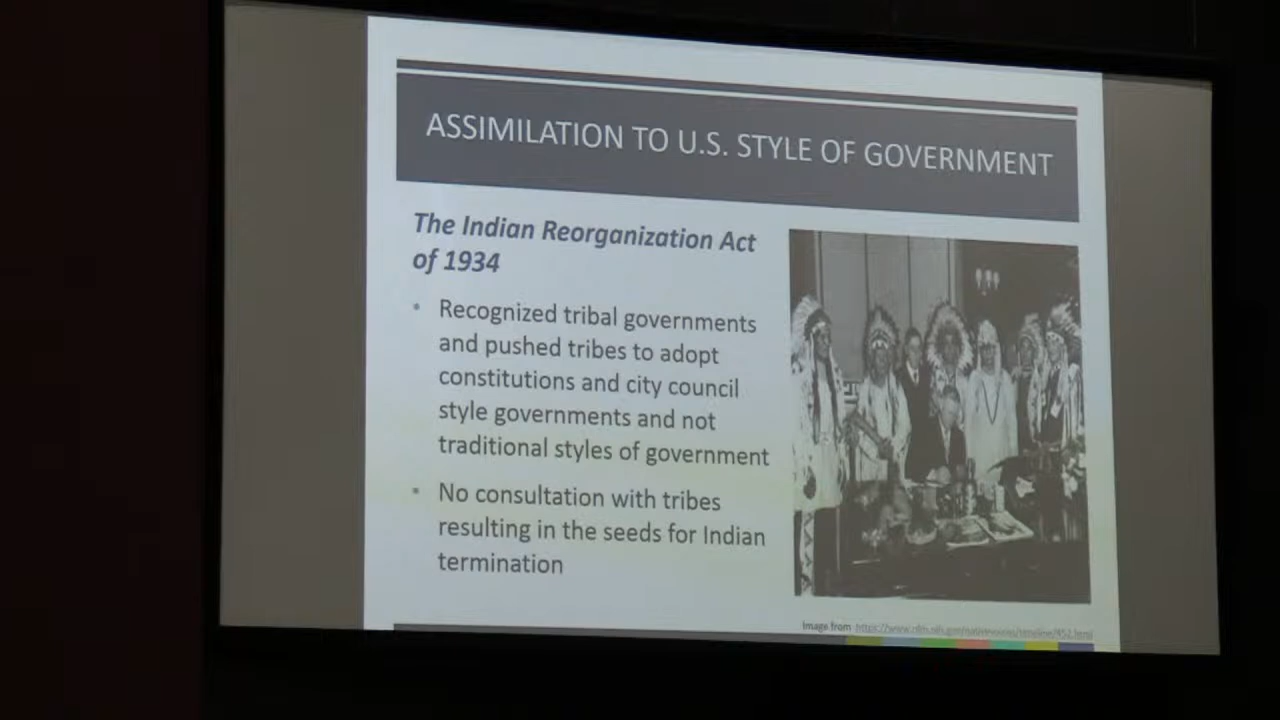 ASSIMILATION TO U.S. STYLE OF GOVERNMENT
The Indian Reorganization Act
of 1934
• Recognized tribal governments
and pushed tribes to adopt
constitutions and city council
style governments and not
traditional styles of government
• No consultation with tribes
resulting in the seeds for Indian
termination
Image from